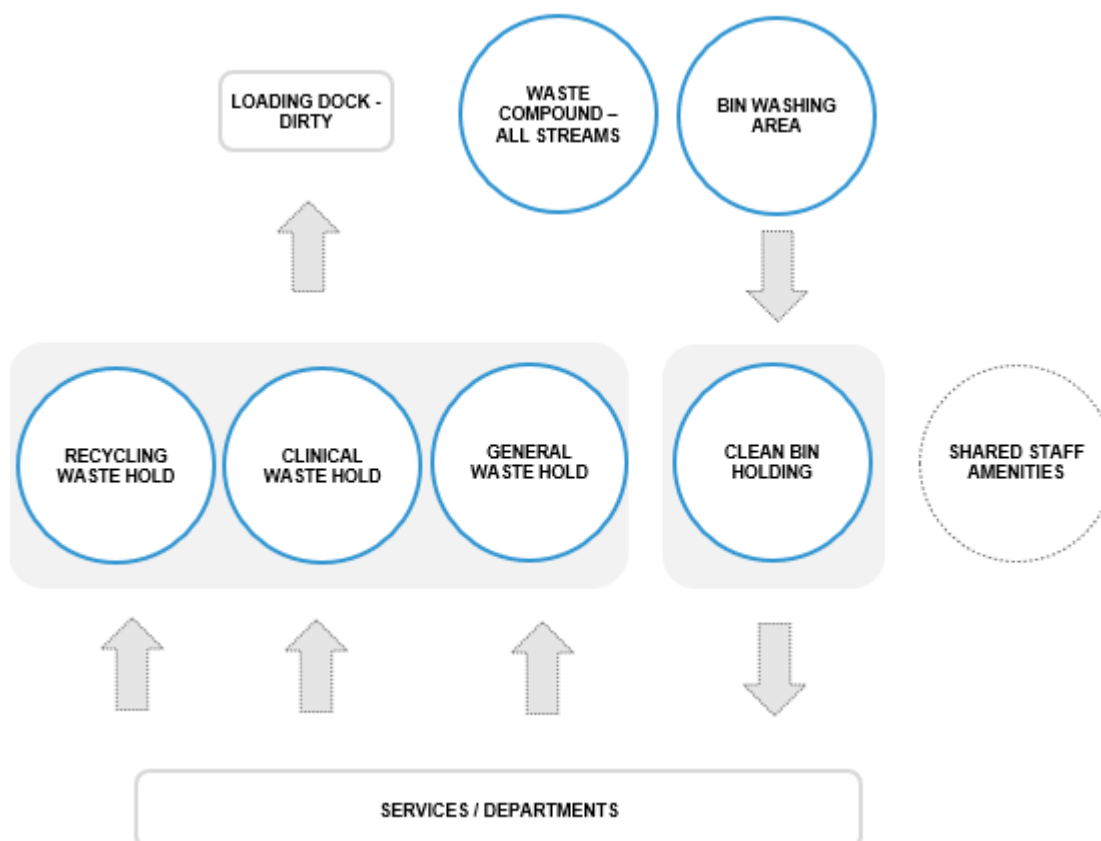 LOADING DOCK -
DIRTY
WASTE
COMPOUND –
ALL STREAMS
BIN WASHING
AREA
RECYCLING
WASTE HOLD
CLINICAL
WASTE HOLD
GENERAL
WASTE HOLD
CLEAN BIN
HOLDING
SHARED STAFF
AMENITIES
SERVICES / DEPARTMENTS